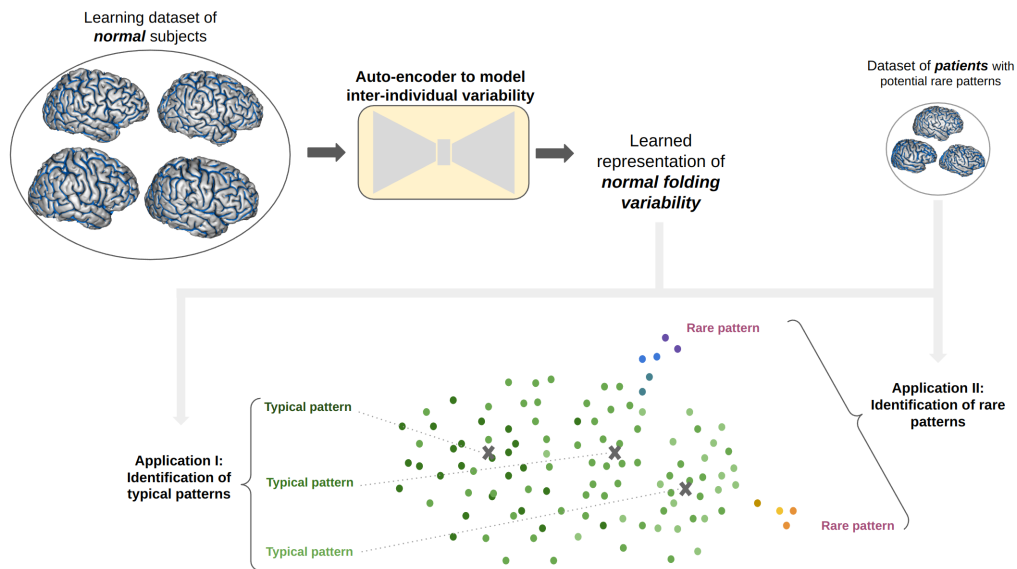 Learning dataset of
normal subjects
Auto-encoder to model
inter-individual variability
Learned
representation of
normal folding
variability
Dataset of patients with
potential rare patterns
Rare pattern
Application II:
Identification of rare
patterns
Typical pattern
Application I:
Identification of
typical patterns
Typical pattern
Rare pattern
Typical pattern